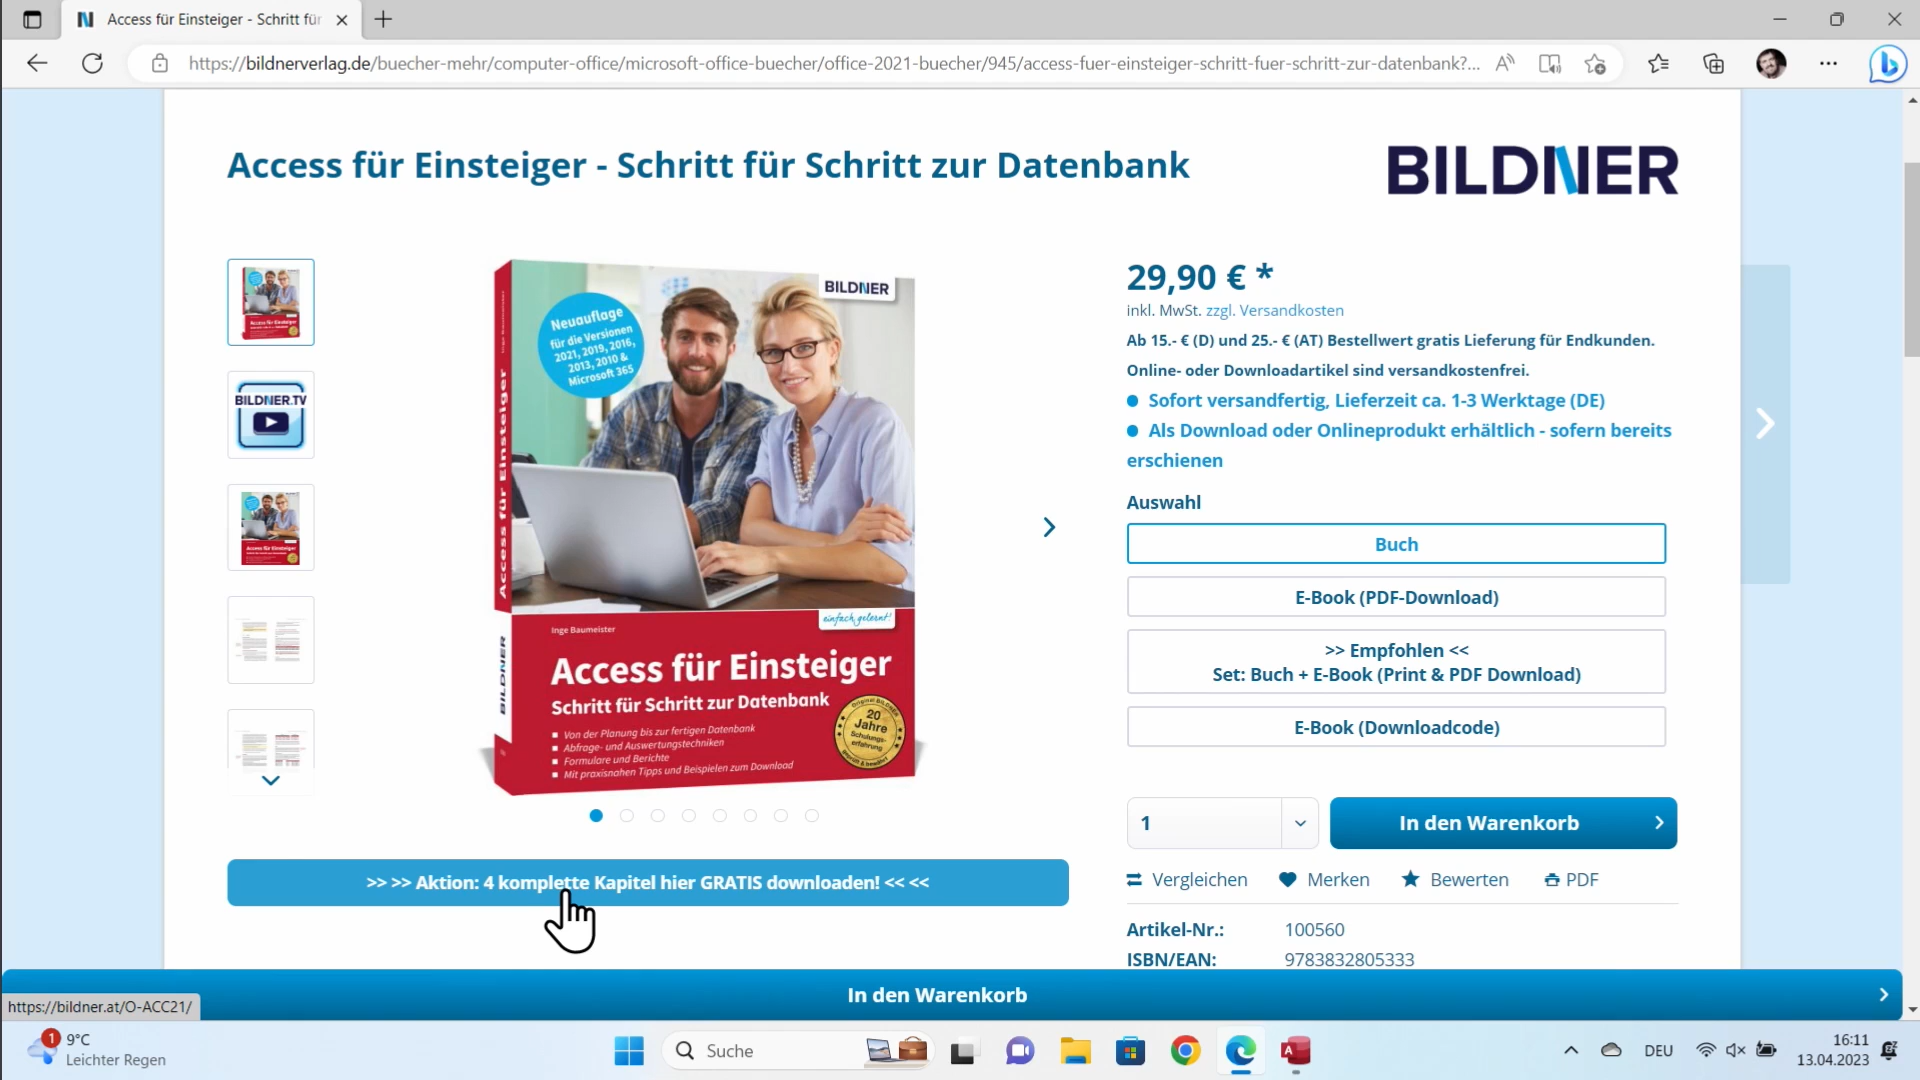 Access für Einsteiger - Schritt für
https://bildnerverlag.de/buecher-mehr/computer-office/microsoft-office-buecher/office-2021-buecher/945/access-fuer-einsteiger-schritt-fuer-schritt-zur-datenbank?...
Access für Einsteiger - Schritt für Schritt zur Datenbank
BILDNER
BILDNER.TV
BILDNER
Neuauflage
für die Versionen
2021, 2019, 2016,
2013, 2010 &
Microsoft 365
Access für Einsteiger
BILDNER
einfach gelernt!
Inge Baumeister
Access für Einsteiger
Schritt für Schritt zur Datenbank
Von der Planung bis zur fertigen Datenbank
Abfrage- und Auswertungstechniken
Formulare und Berichte
Mit praxisnahen Tipps und Beispielen zum Download
Original BILDNER
20
Jahre
Schulungs-
erfahrung
geprüft & bewährt
>> >> Aktion: 4 komplette Kapitel hier GRATIS downloaden! << <<
29,90 € *
inkl. MwSt. zzgl. Versandkosten
Ab 15.- € (D) und 25.- € (AT) Bestellwert gratis Lieferung für Endkunden.
Online- oder Downloadartikel sind versandkostenfrei.
Sofort versandfertig, Lieferzeit ca. 1-3 Werktage (DE)
Als Download oder Onlineprodukt erhältlich - sofern bereits
erschienen
Auswahl
Buch
E-Book (PDF-Download)
>> Empfohlen <<
Set: Buch + E-Book (Print & PDF Download)
E-Book (Downloadcode)
1
In den Warenkorb
Vergleichen Merken Bewerten PDF
Artikel-Nr.: 100560
ISBN/EAN: 9783832805333
In den Warenkorb
https://bildner.at/O-ACC21/
1
9°C
Leichter Regen
Suche
DEU
16:11
13.04.2023